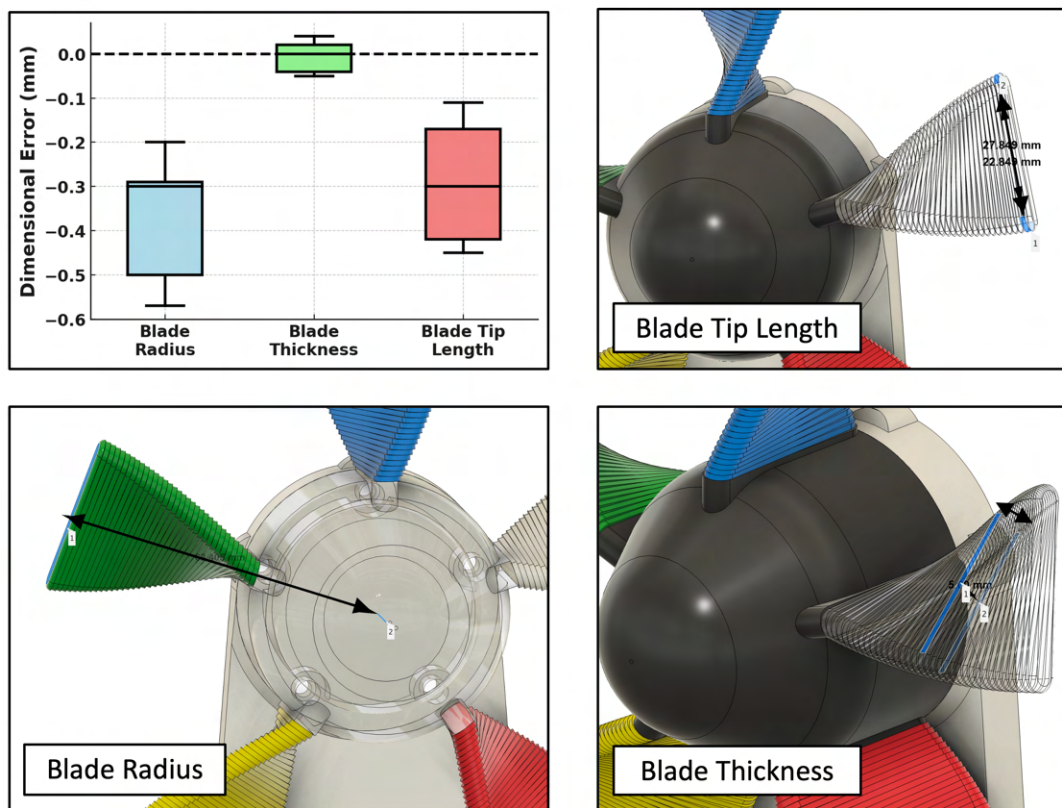 Dimensional Error (mm)
0.0
−0.1
−0.2
−0.3
−0.4
−0.5
−0.6
Blade
Radius
Blade
Thickness
Blade Tip
Length
2
27.849 mm
22.849 mm
1
Blade Tip Length
1
2
Blade Radius
1
2
Blade Thickness